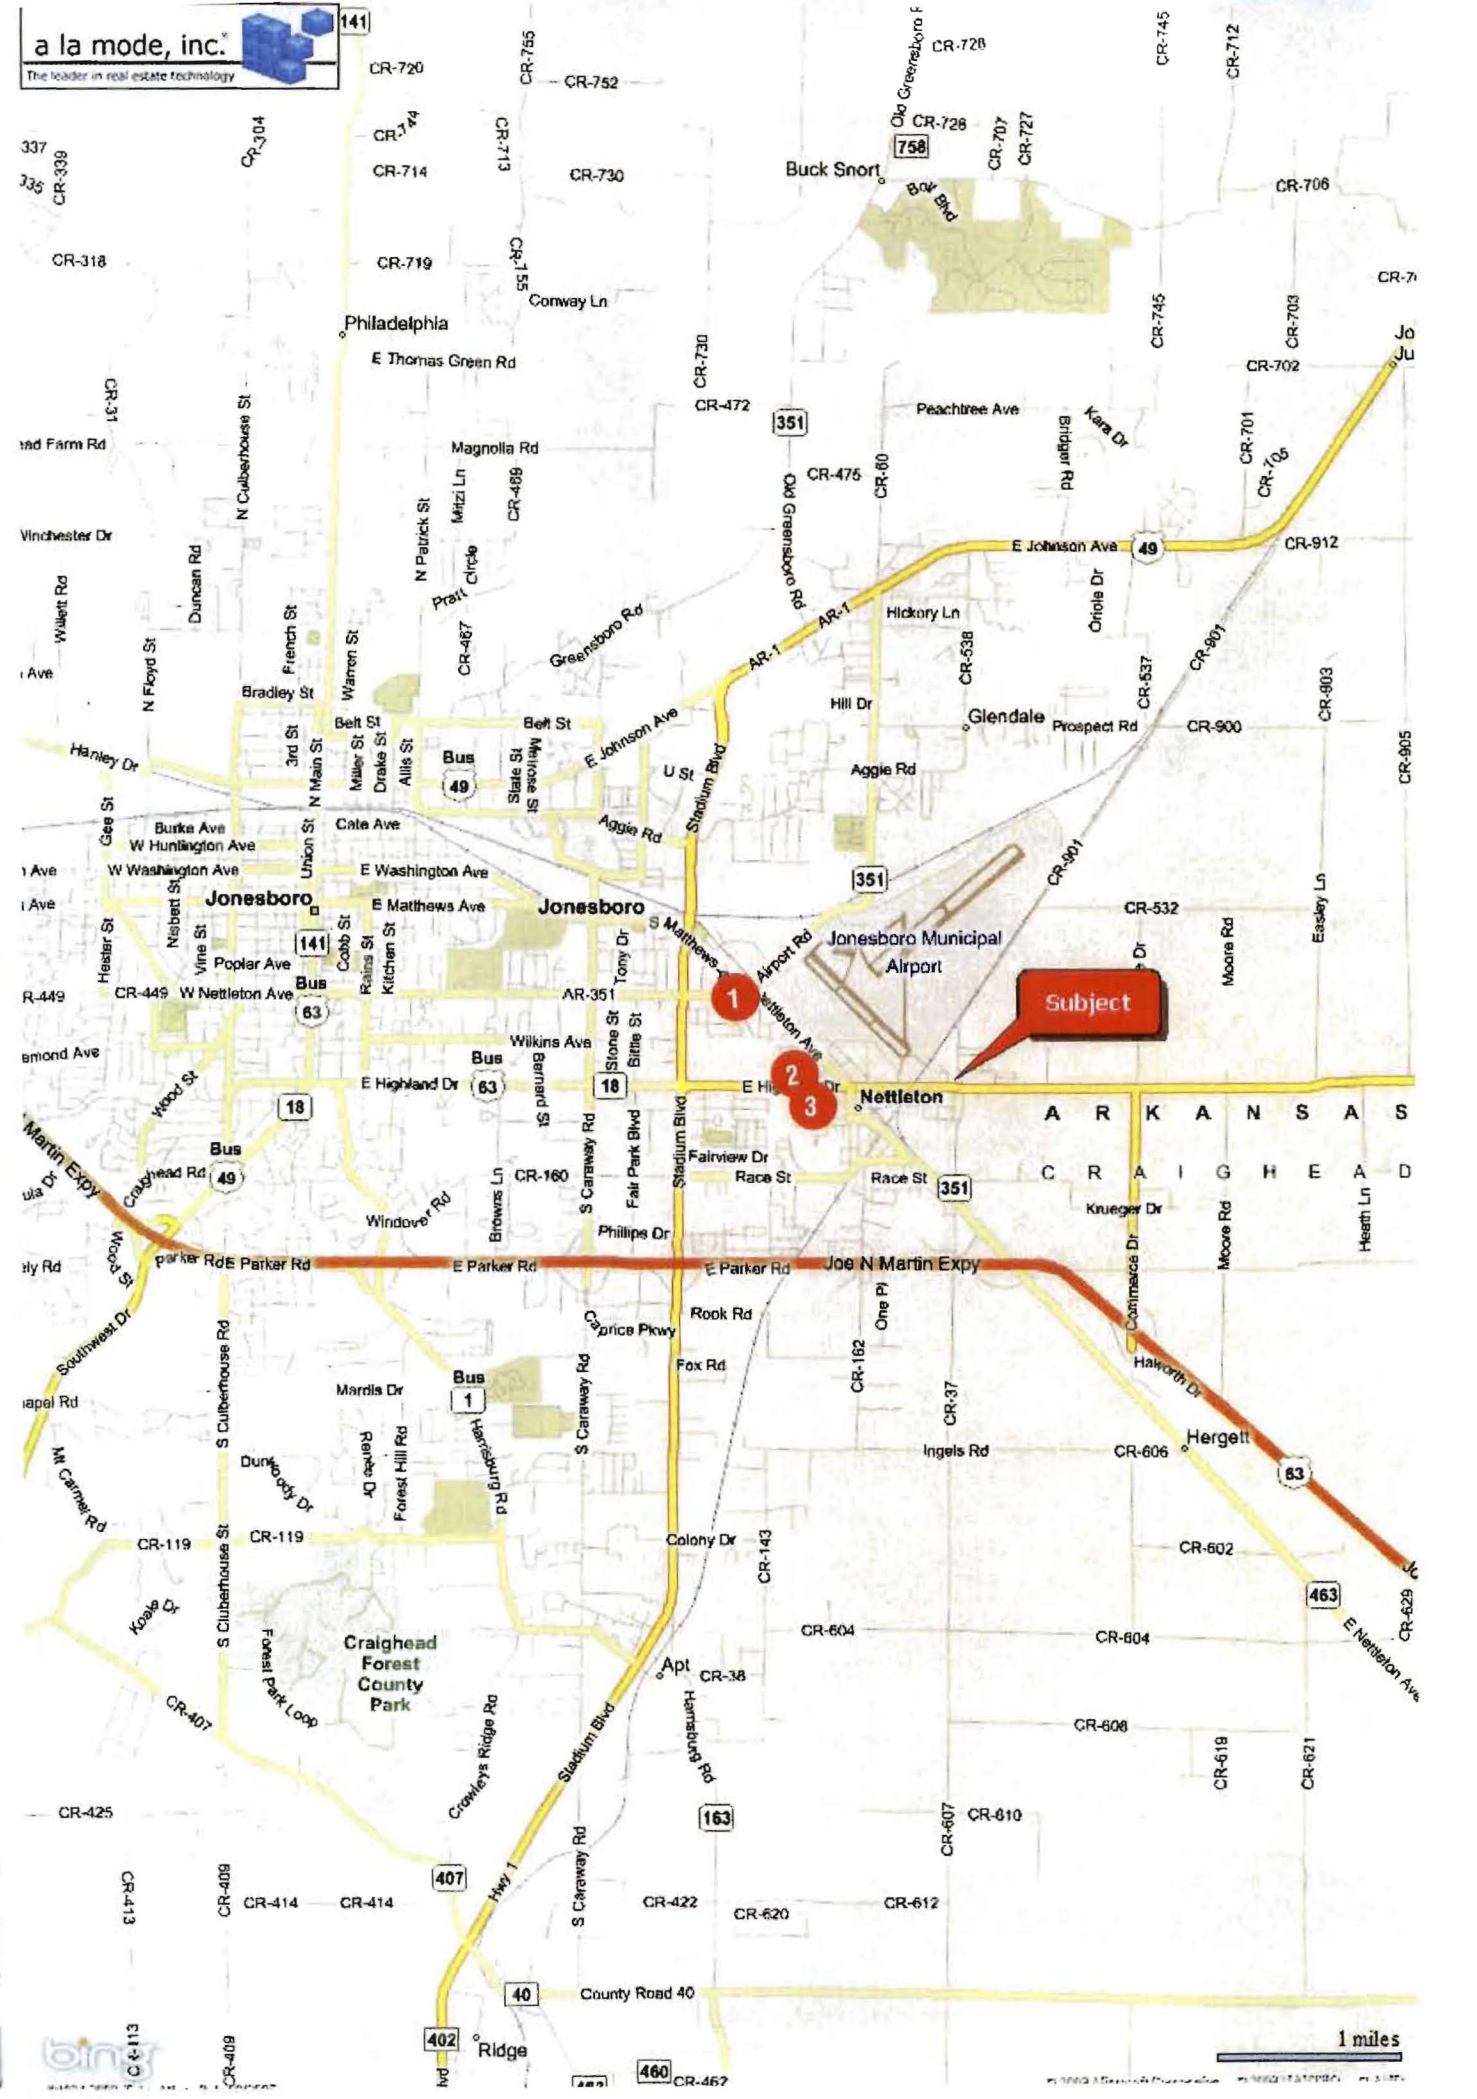 a la mode, inc.
The leader in real estate technology
141
CR-720
CR-755
CR-752
Old Greensboro
CR-728
CR-745
CR-712
CR-304
CR-744
CR-713
CR-714
CR-730
CR-728
758
CR-707
CR-727
337
335
CR-339
Buck Snort
Blvd
CR-706
CR-318
CR-719
CR-755
Conway Ln
CR-745
CR-703
Philadelphia
E Thomas Green Rd
CR-730
CR-702
CR-31
CR-472
351
Peachtree Ave
Kara Dr
Bridger Rd
CR-701
CR-705
Farm Rd
N Culberhouse St
Magnolia Rd
CR-475
CR-60
Mitzi Ln
CR-469
N Patrick St
Old Greensboro Rd
Winchester Dr
E Johnson Ave
49
CR-912
Duncan Rd
Willett Rd
Pratt Circle
Oriole Dr
French St
Greensboro Rd
AR-1
Hickory Ln
CR-901
N Floyd St
Warren St
CR-467
AR-1
CR-538
CR-537
CR-903
Ave
Bradley St
Hill Dr
Belt St
Belt St
E Johnson Ave
Glendale
Prospect Rd
CR-900
3rd St
N Main St
Miller St
Drake St
Allis St
Bus
49
State St
Melrose St
U St
Stadium Blvd
Aggie Rd
CR-905
Hanley Dr
Gee St
Burke Ave
Cate Ave
Aggie Rd
W Huntington Ave
Union St
W Washington Ave
E Washington Ave
CR-901
351
Ave
Ave
Jonesboro
E Matthews Ave
Jonesboro
S Matthews
CR-532
Easley Ln
Nisbett St
Hester St
Vine St
141
Cobb St
Rains St
Kitchen St
Tony Dr
Airport Rd
Jonesboro Municipal
Airport
Moore Rd
Poplar Ave
R-449
CR-449
W Nettleton Ave
Bus
63
AR-351
1
Nettleton Ave
Subject
Wilkins Ave
Stone St
Bittle St
Bus
63
Barnard St
E Highland Dr
18
2
3
Nettleton
Wood St
18
ARKANSAS
Martin Expy
Bus
49
Craighead Rd
S Caraway Rd
Fair Park Blvd
Stadium Blvd
Fairview Dr
CR-160
Race St
Race St
351
CRAIGHEAD
Browns Ln
Windover Rd
Phillips Dr
Krueger Dr
Moore Rd
Heath Ln
Wood St
Parker Rd
E Parker Rd
E Parker Rd
E Parker Rd
Joe N Martin Expy
Commerce Dr
One Pl
Rook Rd
Caprice Pkwy
Southwest Dr
S Culberhouse Rd
Fox Rd
CR-162
Haworth Dr
Bus
1
Mardis Dr
S Caraway Rd
CR-37
Harrisburg Rd
Forest Hill Rd
Ingels Rd
CR-606
Hergett
63
Mt Carmel Rd
Dunwoody Dr
CR-119
CR-119
S Cluberhouse St
Colony Dr
CR-143
CR-602
463
CR-629
Forest Park Loop
Craighead
Forest
County
Park
CR-604
CR-604
E Nettleton Ave
Apt
CR-38
CR-407
Crowleys Ridge Rd
Stadium Blvd
Harrisburg Rd
CR-608
CR-619
CR-621
CR-425
163
CR-607
CR-610
407
Hwy 1
S Caraway Rd
CR-413
CR-409
CR-414
CR-414
CR-422
CR-620
CR-612
40
County Road 40
402
Ridge
CR-113
CR-409
bing
460
CR-462
1 miles